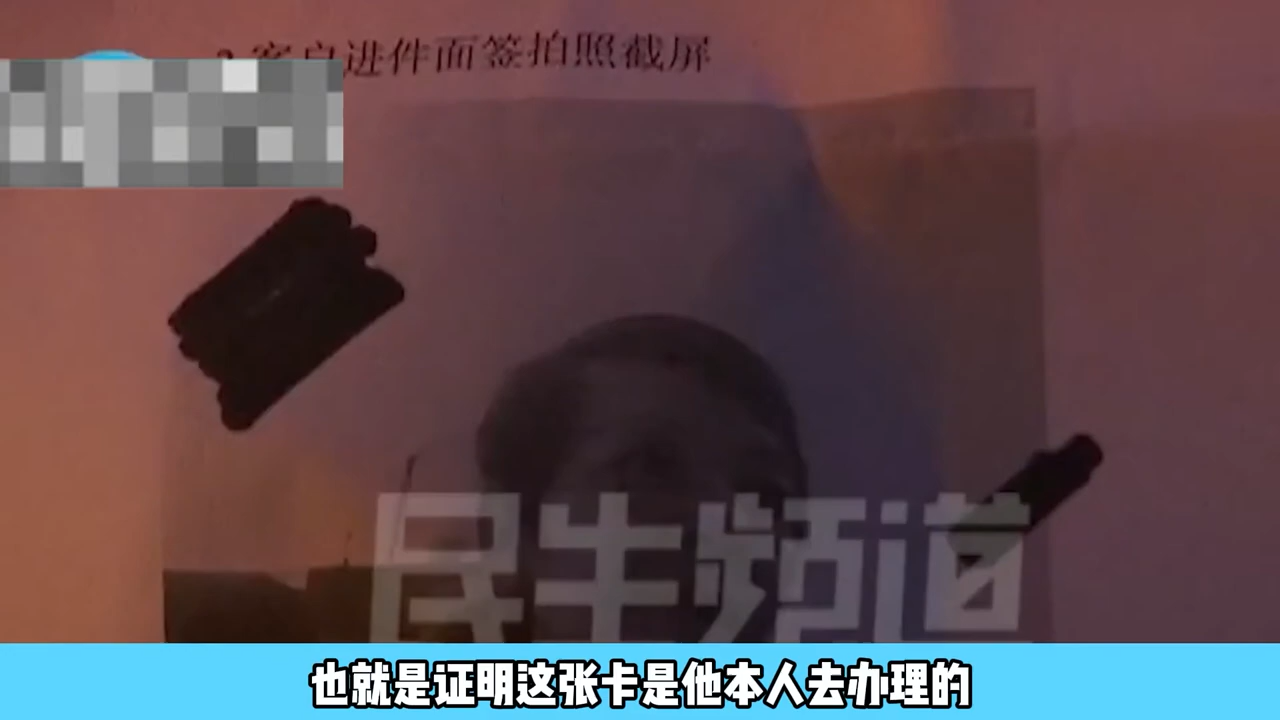 客户进件面签拍照截屏
民生频道
也就是证明这张卡是他本人去办理的